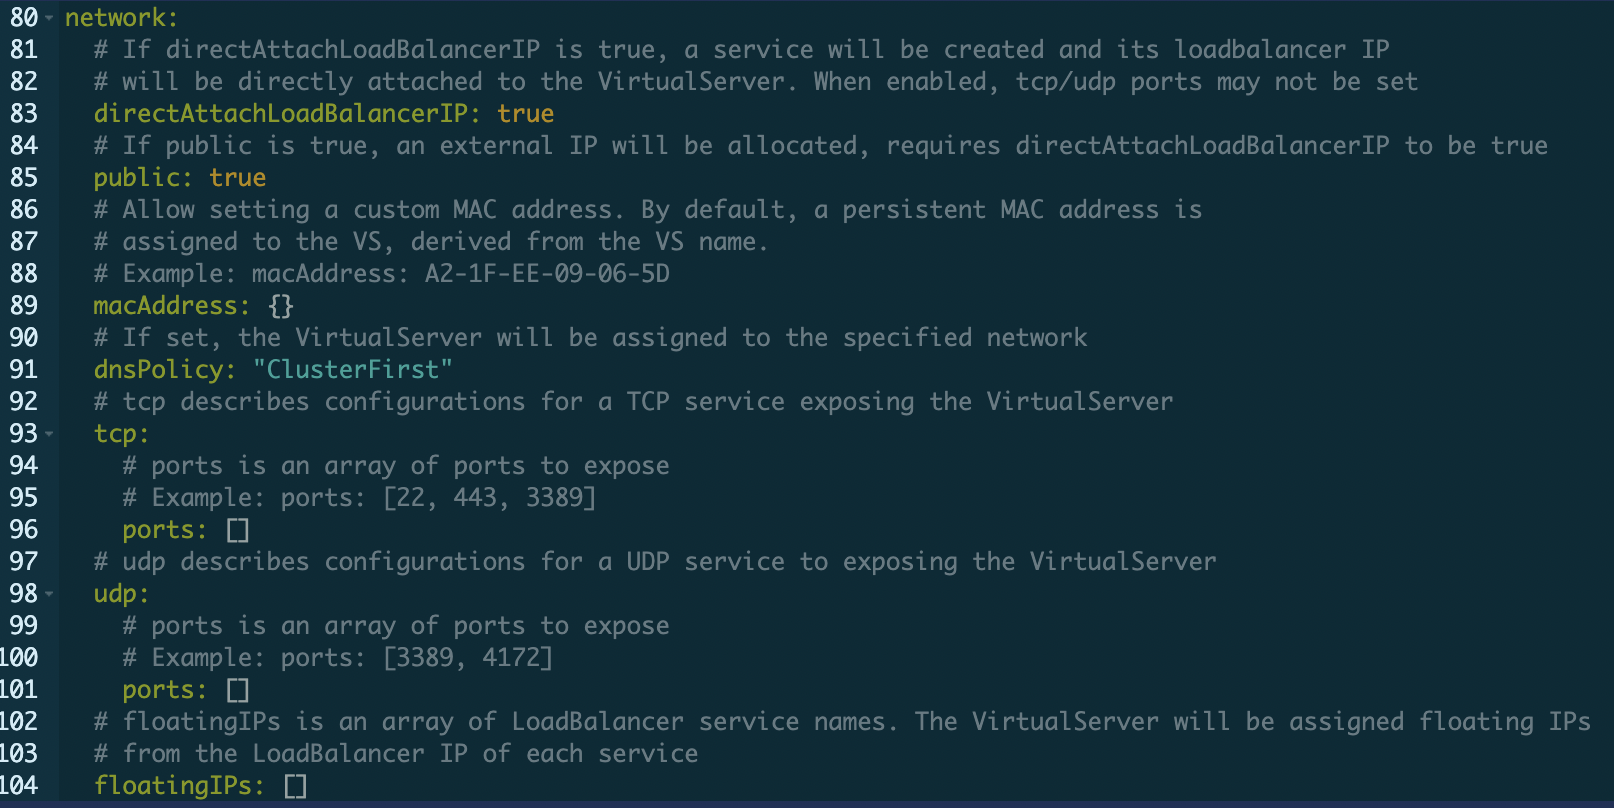 80 network:
81 # If directAttachLoadBalancerIP is true, a service will be created and its loadbalancer IP
82 # will be directly attached to the VirtualServer. When enabled, tcp/udp ports may not be set
83 directAttachLoadBalancerIP: true
84 # If public is true, an external IP will be allocated, requires directAttachLoadBalancerIP to be true
85 public: true
86 # Allow setting a custom MAC address. By default, a persistent MAC address is
87 # assigned to the VS, derived from the VS name.
88 # Example: macAddress: A2-1F-EE-09-06-5D
89 macAddress: {}
90 # If set, the VirtualServer will be assigned to the specified network
91 dnsPolicy: "ClusterFirst"
92 # tcp describes configurations for a TCP service exposing the VirtualServer
93 tcp:
94 # ports is an array of ports to expose
95 # Example: ports: [22, 443, 3389]
96 ports: []
97 # udp describes configurations for a UDP service to exposing the VirtualServer
98 udp:
99 # ports is an array of ports to expose
100 # Example: ports: [3389, 4172]
101 ports: []
102 # floatingIPs is an array of LoadBalancer service names. The VirtualServer will be assigned floating IPs
103 # from the LoadBalancer IP of each service
104 floatingIPs: []